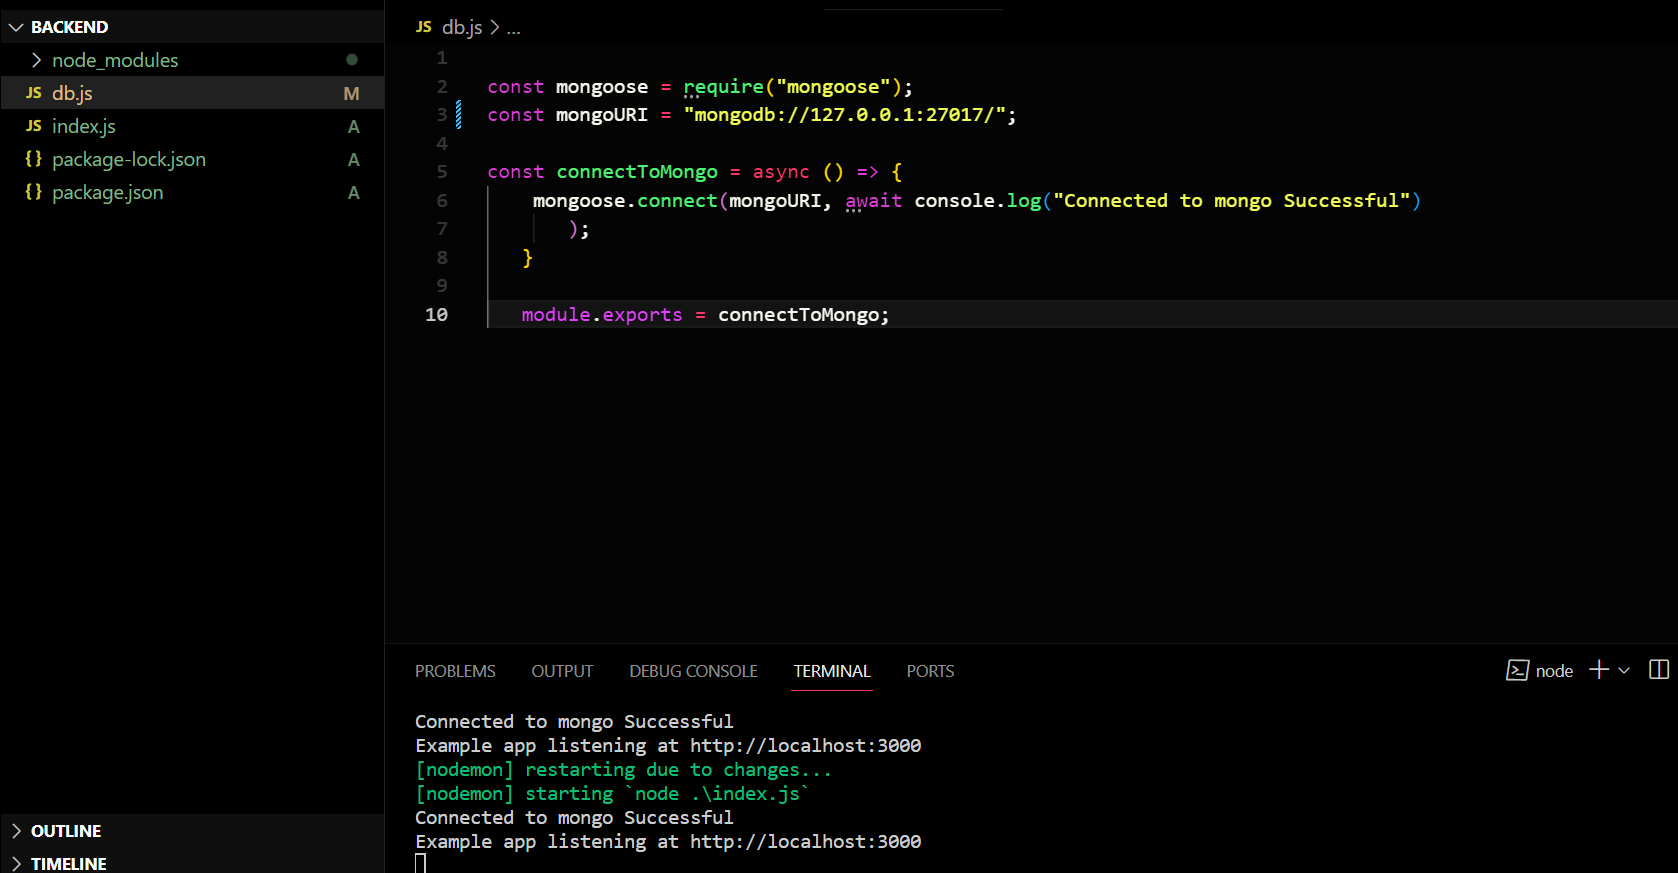 BACKEND
node_modules
JS db.js M
JS index.js A
{} package-lock.json A
{} package.json A
OUTLINE
TIMELINE
JS db.js > ...
1
2 const mongoose = require("mongoose");
3 const mongoURI = "mongodb://127.0.0.1:27017/";
4
5 const connectToMongo = async () => {
6 mongoose.connect(mongoURI, await console.log("Connected to mongo Successful")
7 );
8 }
9
10 module.exports = connectToMongo;
PROBLEMS OUTPUT DEBUG CONSOLE TERMINAL PORTS node
Connected to mongo Successful
Example app listening at http://localhost:3000
[nodemon] restarting due to changes...
[nodemon] starting `node .\index.js`
Connected to mongo Successful
Example app listening at http://localhost:3000